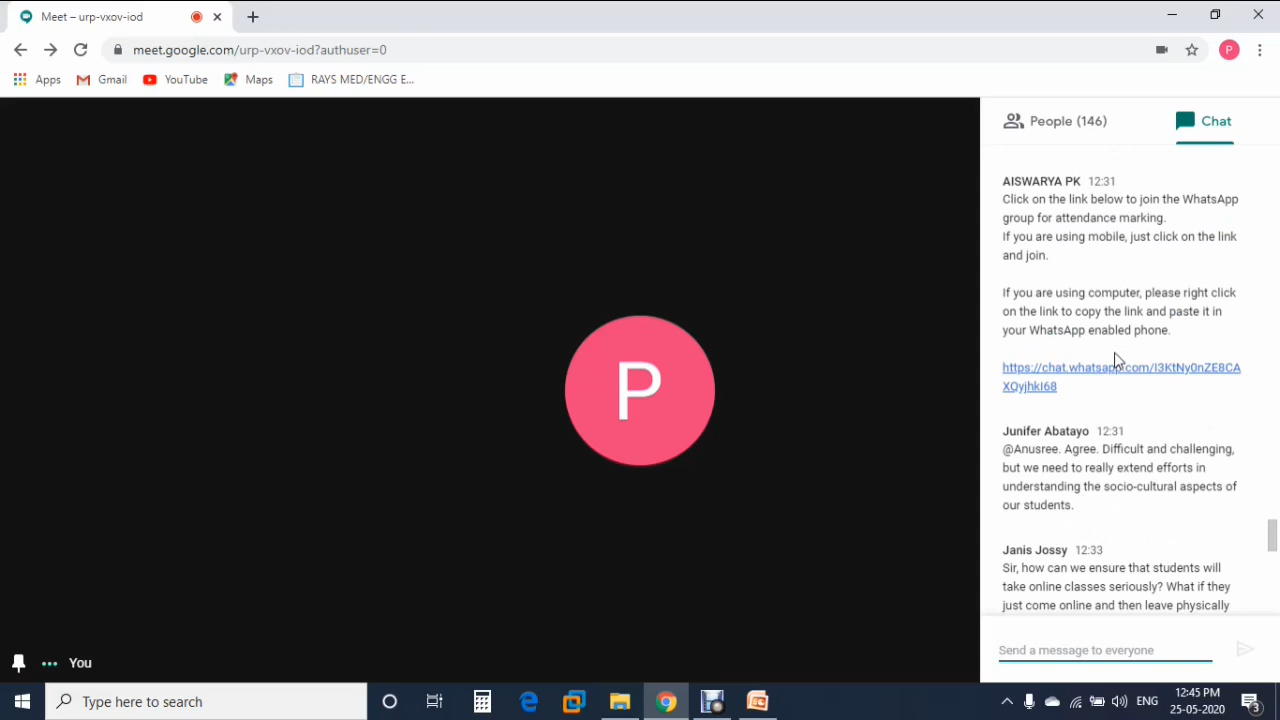 Meet – urp-vxov-iod
meet.google.com/urp-vxov-iod?authuser=0
P
Apps
Gmail
YouTube
Maps
RAYS MED/ENGG E...
People (146)
Chat
AISWARYA PK 12:31
Click on the link below to join the WhatsApp
group for attendance marking.
If you are using mobile, just click on the link
and join.
If you are using computer, please right click
on the link to copy the link and paste it in
your WhatsApp enabled phone.
https://chat.whatsapp.com/I3KtNy0nZE8CA
XQyjhkI68
Junifer Abatayo 12:31
@Anusree. Agree. Difficult and challenging,
but we need to really extend efforts in
understanding the socio-cultural aspects of
our students.
Janis Jossy 12:33
Sir, how can we ensure that students will
take online classes seriously? What if they
just come online and then leave physically
Send a message to everyone
P
You
Type here to search
ENG
12:45 PM
25-05-2020
3